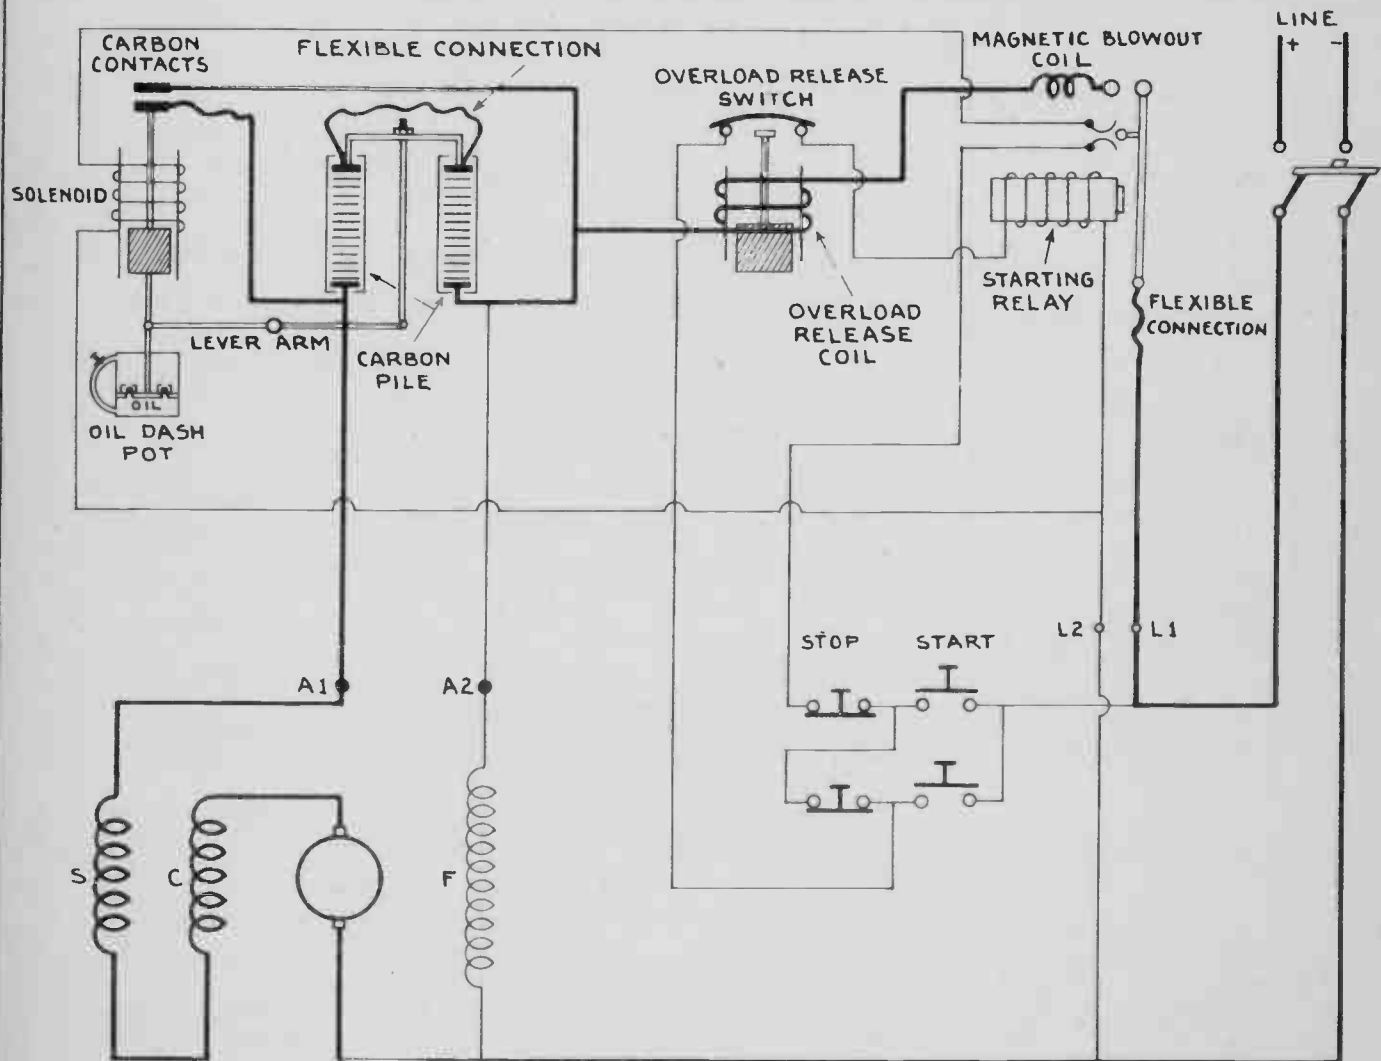 LINE
+ -
CARBON
CONTACTS
FLEXIBLE CONNECTION
MAGNETIC BLOWOUT
COIL
OVERLOAD RELEASE
SWITCH
SOLENOID
STARTING
RELAY
FLEXIBLE
CONNECTION
OVERLOAD
RELEASE
COIL
LEVER ARM
CARBON
PILE
OIL
OIL DASH
POT
L2
L1
STOP
START
A1
A2
S
C
F